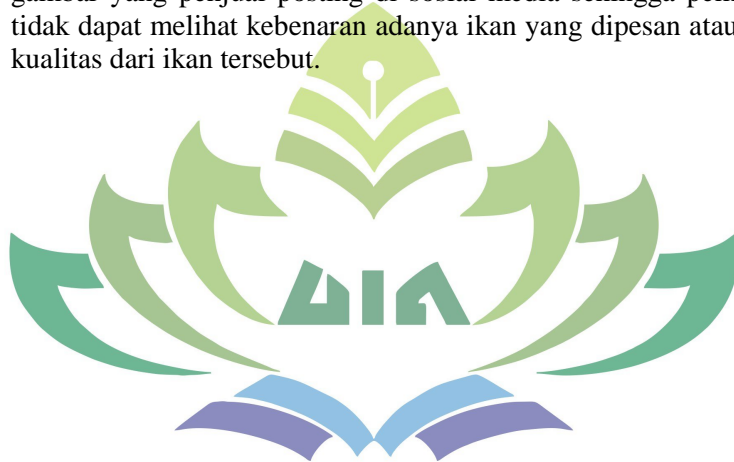 gambar yang penjual posting di sosial media sehingga
tidak dapat melihat kebenaran adanya ikan yang dipesan atau
kualitas dari ikan tersebut.
UIN